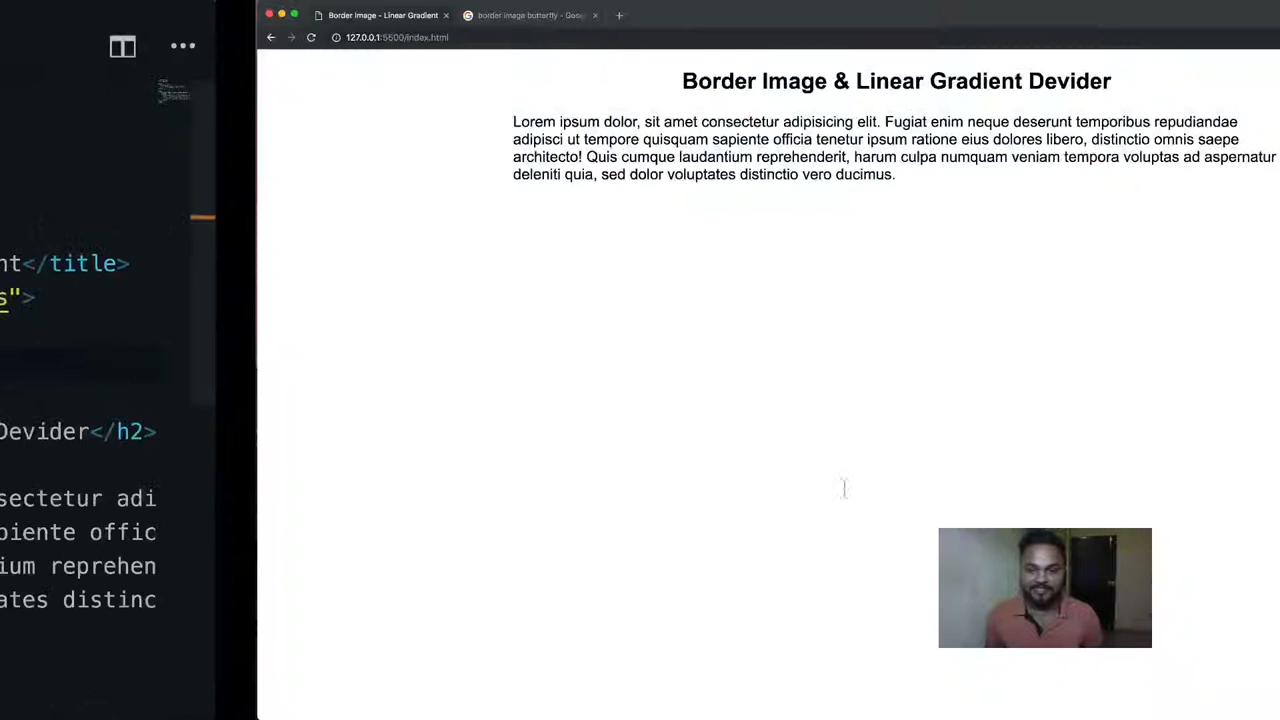 Border Image - Linear Gradient
border image butterfly - Goog
127.0.0.1:5500/index.html
Border Image & Linear Gradient Devider
Lorem ipsum dolor, sit amet consectetur adipisicing elit. Fugiat enim neque deserunt temporibus repudiandae
adipisci ut tempore quisquam sapiente officia tenetur ipsum ratione eius dolores libero, distinctio omnis saepe
architecto! Quis cumque laudantium reprehenderit, harum culpa numquam veniam tempora voluptas ad aspernatur
deleniti quia, sed dolor voluptates distinctio vero ducimus.
nt</title>
s">
Devider</h2>
sectetur adi
piente offic
ium reprehen
ates distinc